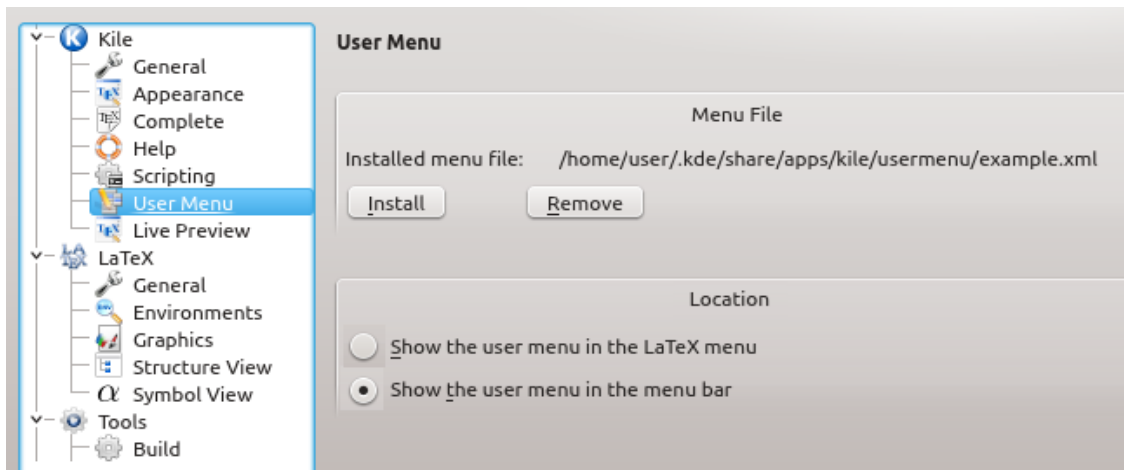 Kile
General
Appearance
Complete
Help
Scripting
User Menu
Live Preview
LaTeX
General
Environments
Graphics
Structure View
Symbol View
Tools
Build
User Menu
Menu File
Installed menu file: /home/user/.kde/share/apps/kile/usermenu/example.xml
Install Remove
Location
Show the user menu in the LaTeX menu
Show the user menu in the menu bar